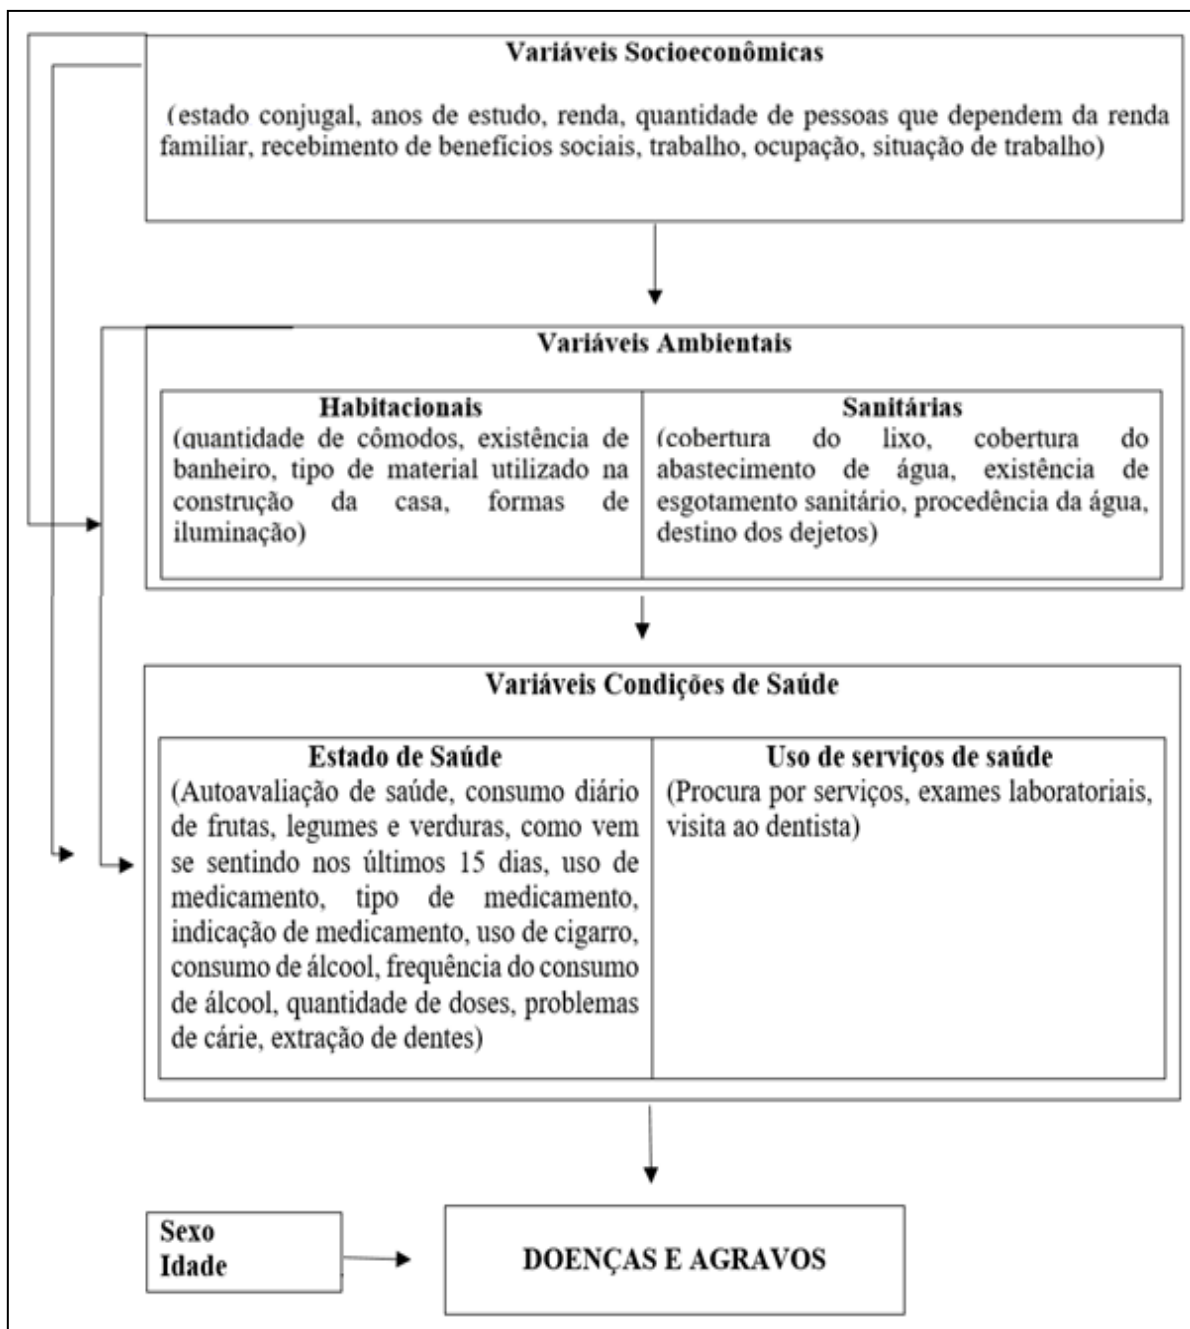 Variáveis Socioeconômicas
(estado conjugal, anos de estudo, renda, quantidade de pessoas que dependem da renda
familiar, recebimento de benefícios sociais, trabalho, ocupação, situação de trabalho)
Variáveis Ambientais
Habitacionais
(quantidade de cômodos, existência de
banheiro, tipo de material utilizado na
construção da casa, formas de
iluminação)
Sanitárias
(cobertura do lixo, cobertura do
abastecimento de água, existência de
esgotamento sanitário, procedência da água,
destino dos dejetos)
Variáveis Condições de Saúde
Estado de Saúde
(Autoavaliação de saúde, consumo diário
de frutas, legumes e verduras, como vem
se sentindo nos últimos 15 dias, uso de
medicamento, tipo de medicamento,
indicação de medicamento, uso de cigarro,
consumo de álcool, frequência do consumo
de álcool, quantidade de doses, problemas
de cárie, extração de dentes)
Uso de serviços de saúde
(Procura por serviços, exames laboratoriais,
visita ao dentista)
Sexo
Idade
DOENÇAS E AGRAVOS